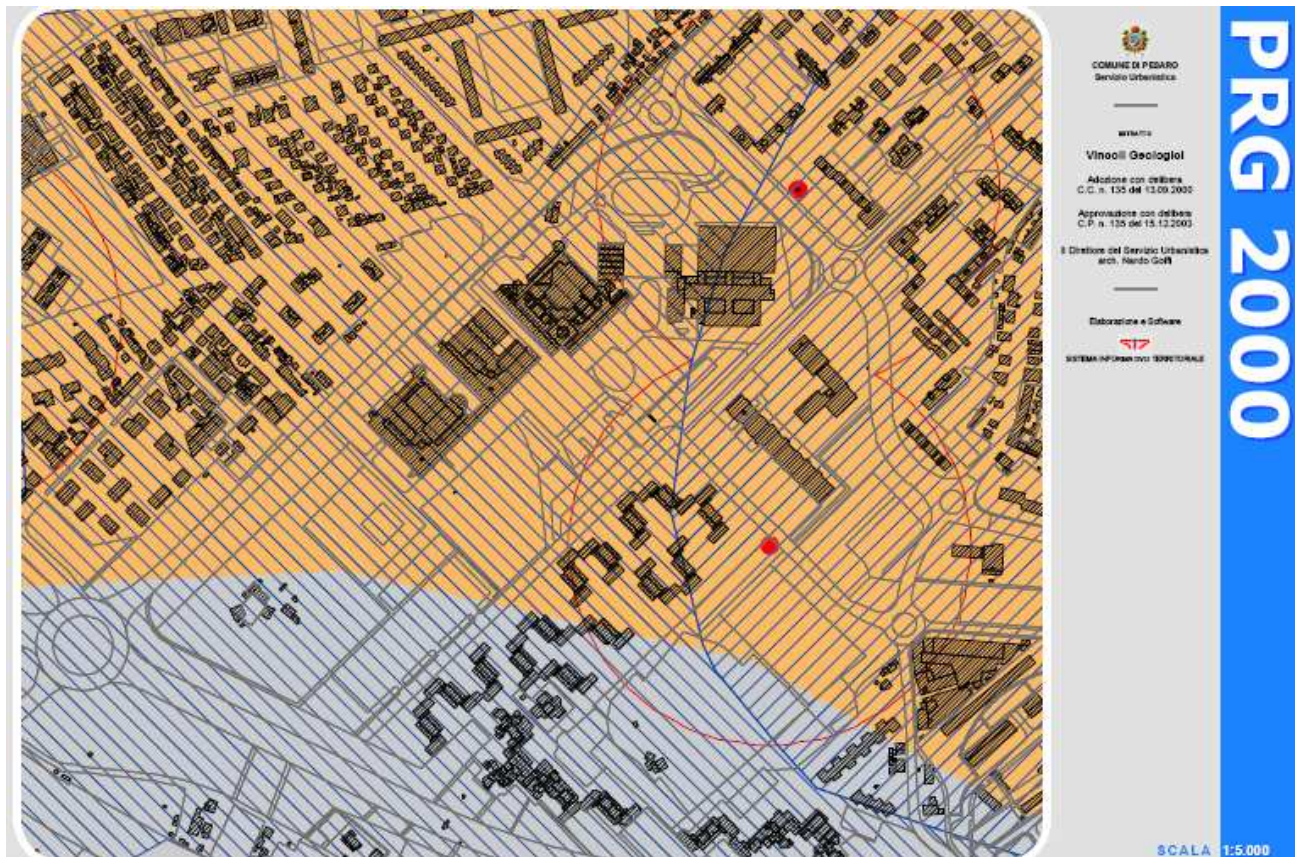 COMUNE DI PESARO
Servizio Urbanistica
ESTRATTO
Vincoli Geologici
Adozione con delibera
C.C. n. 135 del 13.09.2000
Approvazione con delibera
C.P. n. 135 del 15.12.2003
Il Direttore del Servizio Urbanistica
arch. Nardo Goffi
Elaborazione e Software
SISTEMA INFORMATIVO TERRITORIALE
PRG 2000
SCALA 1:5.000